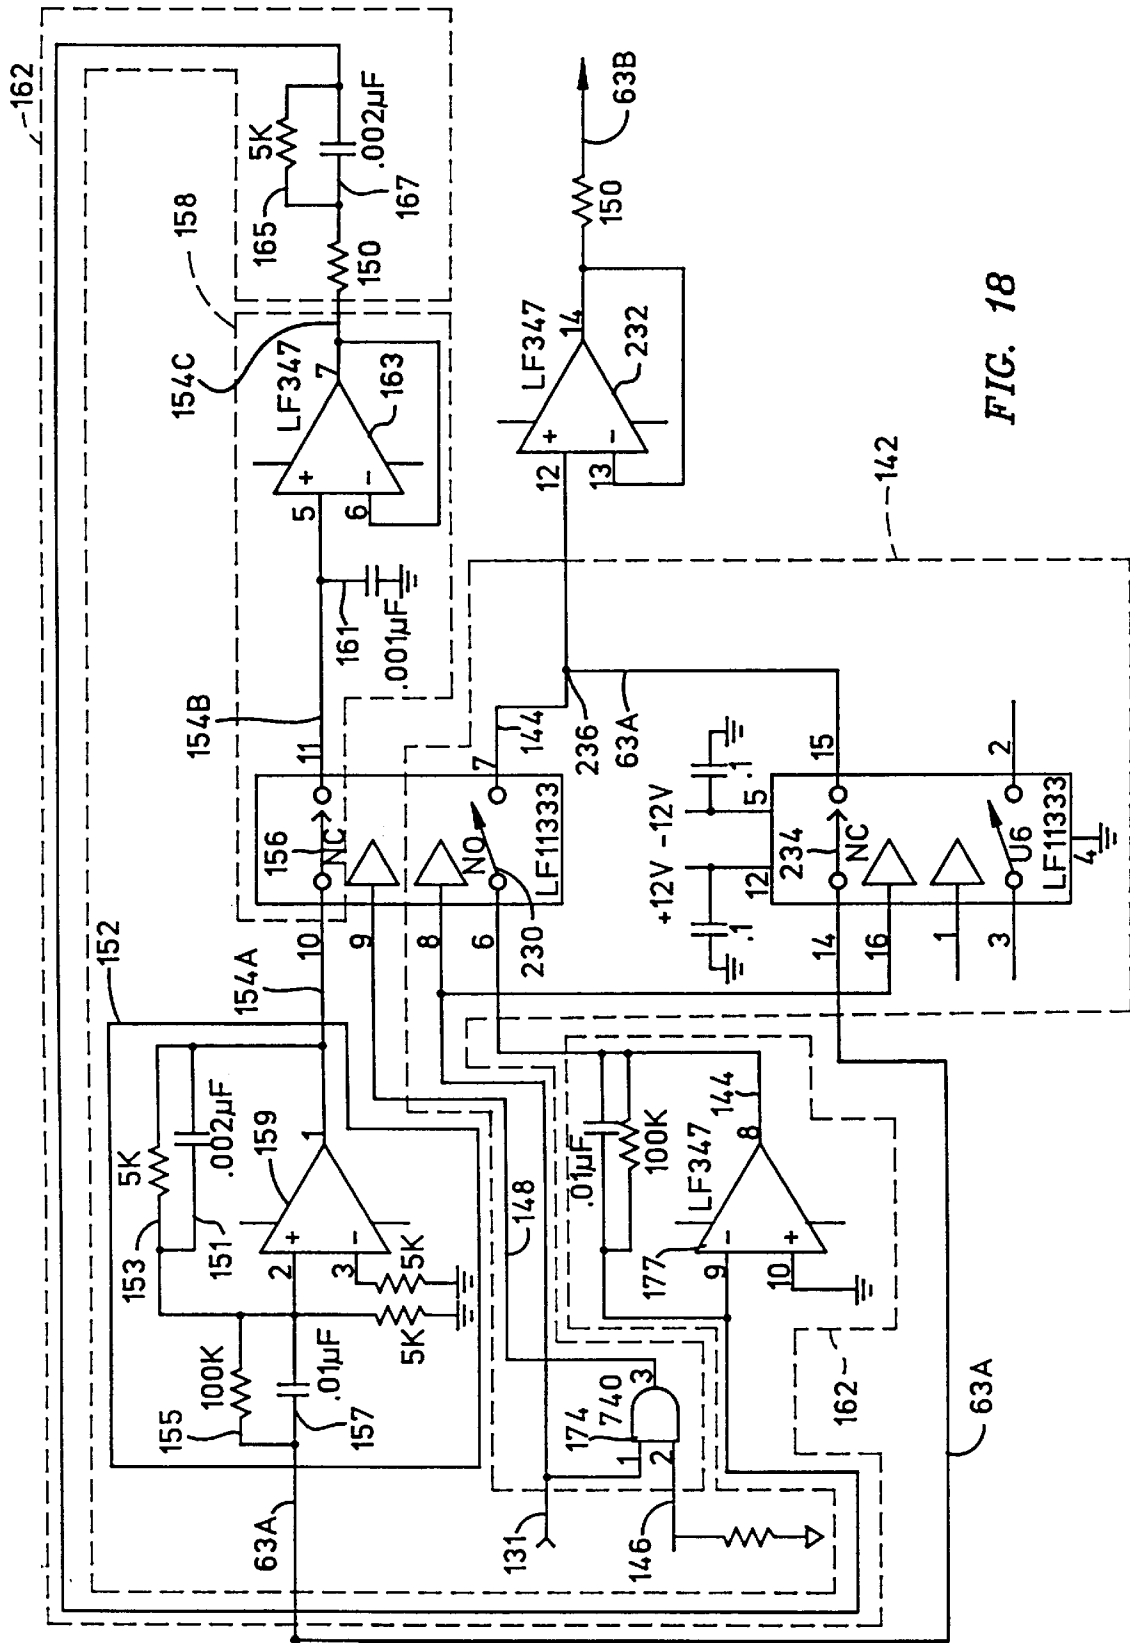 162
158
154C
LF347
7
163
5
+
6
−
150
165
5K
.002µF
167
154B
161
.001µF
152
154A
153
5K
.002µF
151
159
1
2
+
3
−
5K
5K
100K
155
.01µF
157
63A
156
NC
10
11
9
8
NO
6
7
LF11333
230
144
236
63A
LF347
14
12
+
13
−
232
150
63B
142
148
131
146
174
740
1
2
3
.01µF
100K
LF347
8
144
177
9
−
10
+
162
63A
+12V
−12V
.1
.1
12
5
234
NC
14
15
16
1
3
2
U6
LF11333
4
FIG. 18